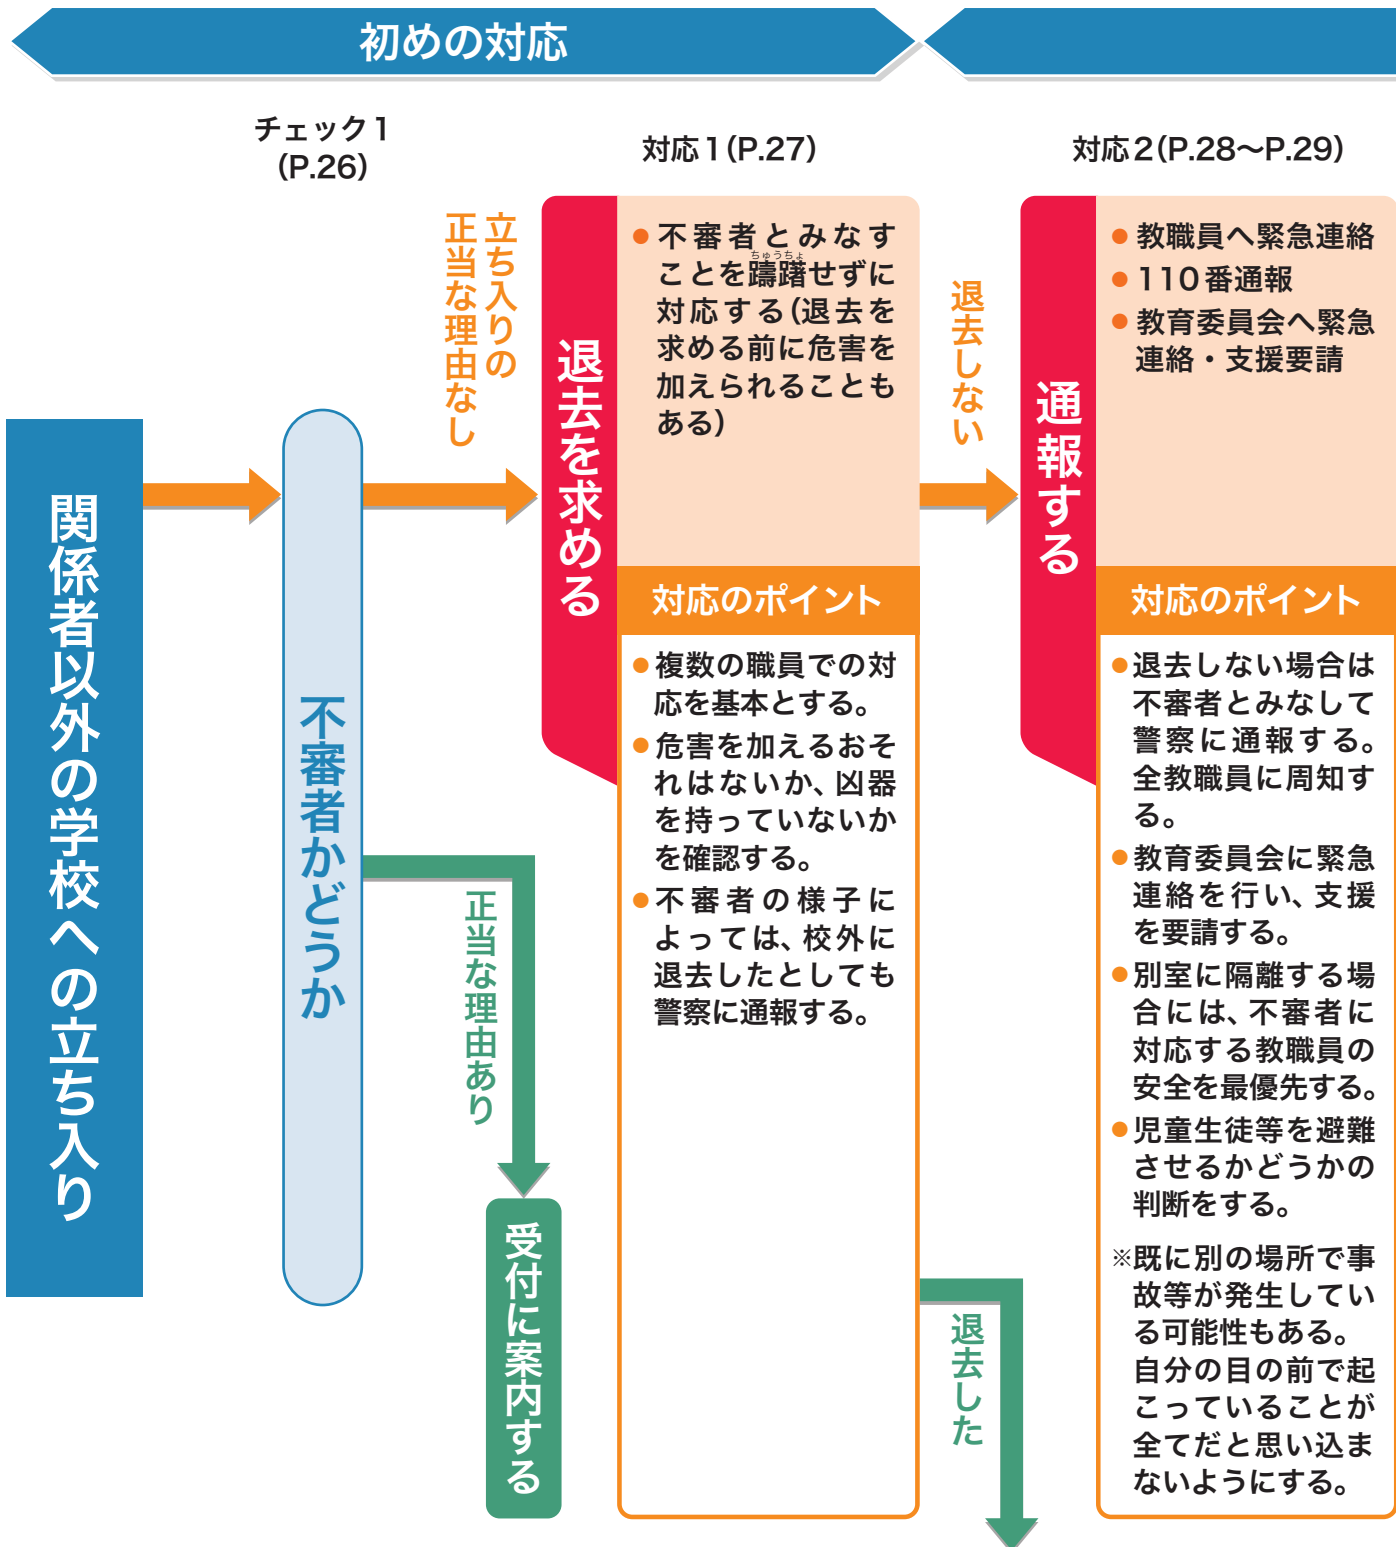 初めの対応
チェック1
(P.26)
対応1(P.27)
対応2(P.28～P.29)
関係者以外の学校への立ち入り
不審者かどうか
立ち入りの
正当な理由なし
正当な理由あり
受付に案内する
退去を求める
●不審者とみなす
ことを躊躇せずに
ちゅうちょ
対応する(退去を
求める前に危害を
加えられることも
ある)
対応のポイント
●複数の職員での対
応を基本とする。
●危害を加えるおそ
れはないか、凶器
を持っていないか
を確認する。
●不審者の様子に
よっては、校外に
退去したとしても
警察に通報する。
退去しない
退去した
通報する
●教職員へ緊急連絡
●110番通報
●教育委員会へ緊急
連絡・支援要請
対応のポイント
●退去しない場合は
不審者とみなして
警察に通報する。
全教職員に周知す
る。
●教育委員会に緊急
連絡を行い、支援
を要請する。
●別室に隔離する場
合には、不審者に
対応する教職員の
安全を最優先する。
●児童生徒等を避難
させるかどうかの
判断をする。
※既に別の場所で事
故等が発生してい
る可能性もある。
自分の目の前で起
こっていることが
全てだと思い込ま
ないようにする。